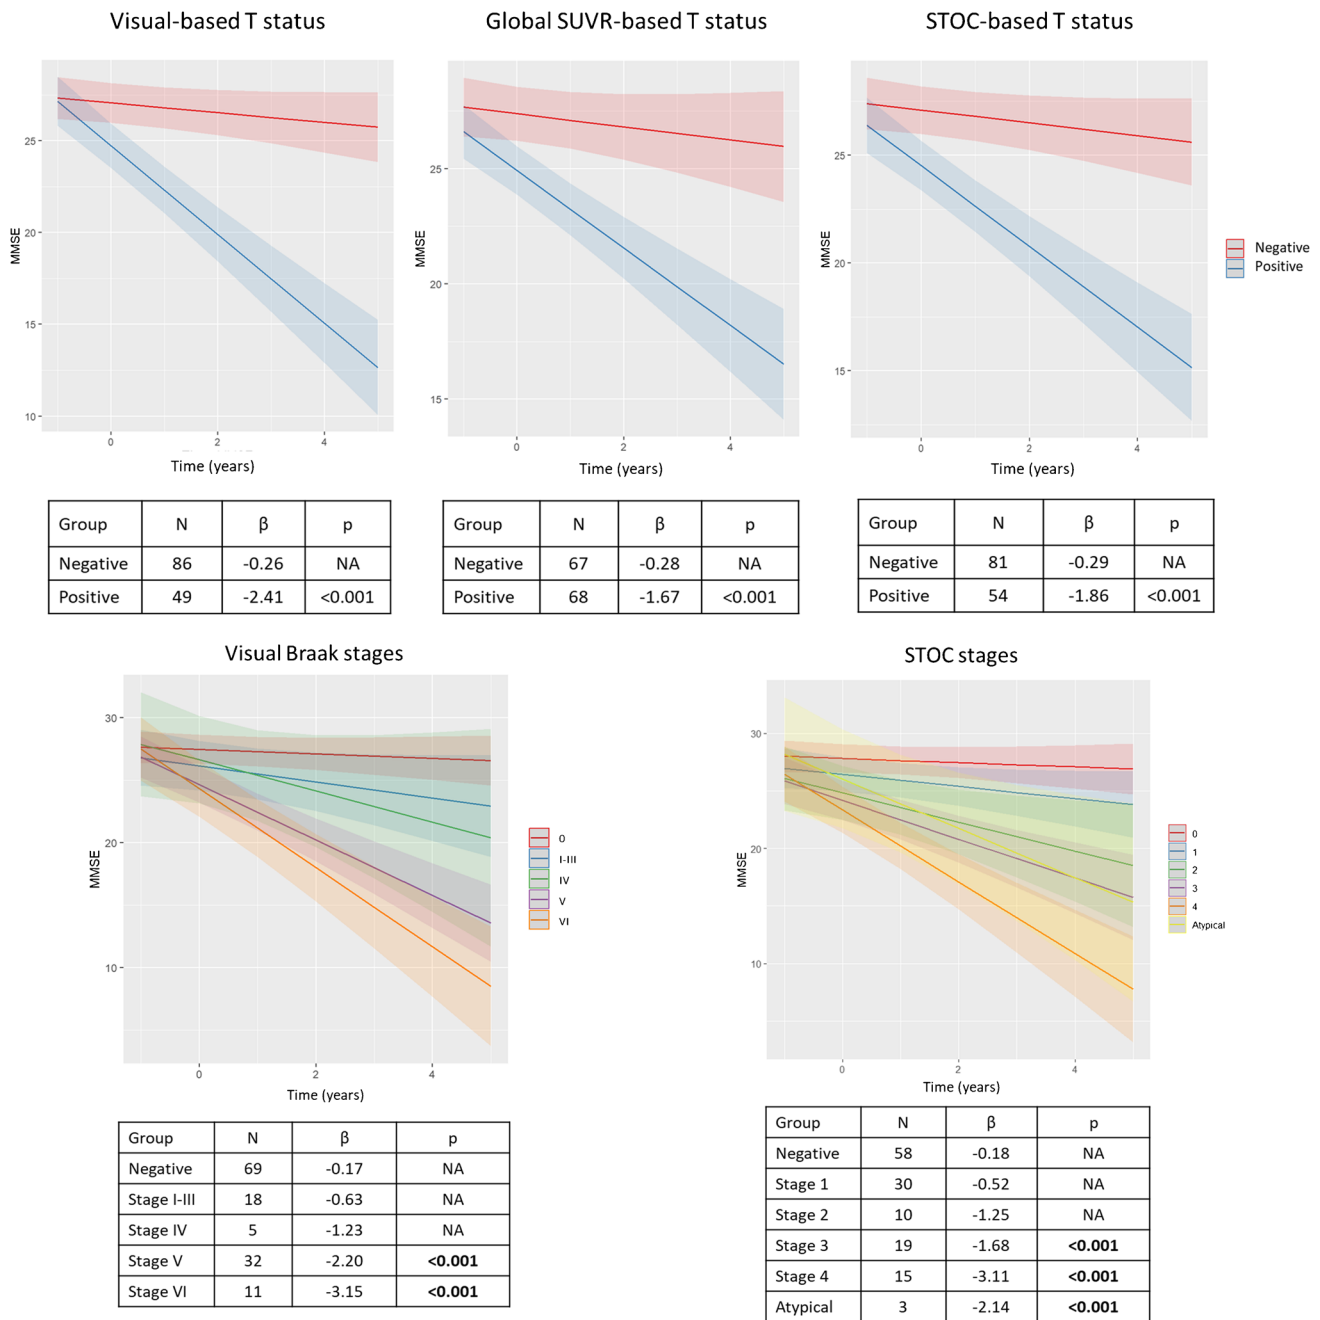 Visual-based T status
Global SUVR-based T status
STOC-based T status
MMSE
25
20
15
10
0
2
4
Time (years)
MMSE
25
20
15
0
2
4
Time (years)
MMSE
25
20
15
0
2
4
Time (years)
Negative
Positive
Group N β p
Negative 86 -0.26 NA
Positive 49 -2.41 <0.001
Group N β p
Negative 67 -0.28 NA
Positive 68 -1.67 <0.001
Group N β p
Negative 81 -0.29 NA
Positive 54 -1.86 <0.001
Visual Braak stages
MMSE
30
20
10
0
2
4
Time (years)
0
I-III
IV
V
VI
STOC stages
MMSE
30
20
10
0
2
4
Time (years)
0
1
2
3
4
Atypical
Group N β p
Negative 69 -0.17 NA
Stage I-III 18 -0.63 NA
Stage IV 5 -1.23 NA
Stage V 32 -2.20 <0.001
Stage VI 11 -3.15 <0.001
Group N β p
Negative 58 -0.18 NA
Stage 1 30 -0.52 NA
Stage 2 10 -1.25 NA
Stage 3 19 -1.68 <0.001
Stage 4 15 -3.11 <0.001
Atypical 3 -2.14 <0.001